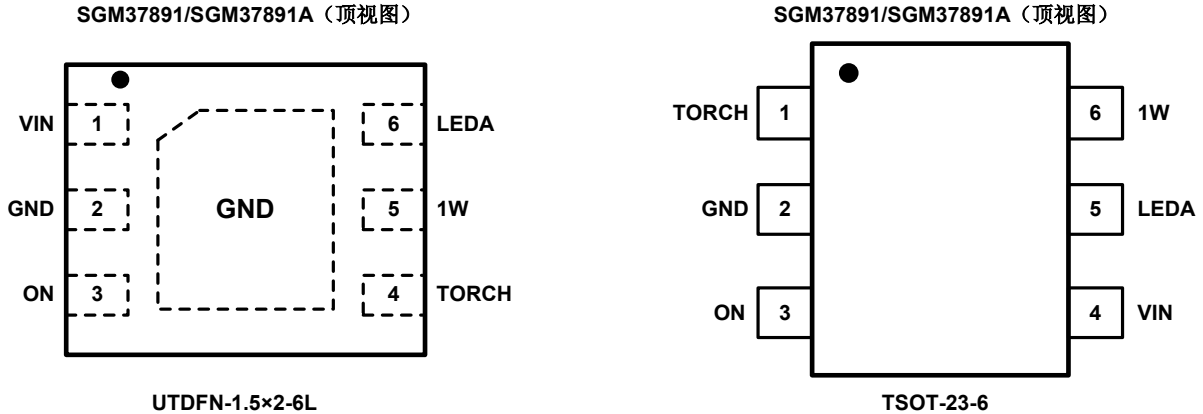 SGM37891/SGM37891A（顶视图）
VIN 1 6 LEDA
GND 2 GND 5 1W
ON 3 4 TORCH
UTDFN-1.5×2-6L
SGM37891/SGM37891A（顶视图）
TORCH 1 6 1W
GND 2 5 LEDA
ON 3 4 VIN
TSOT-23-6